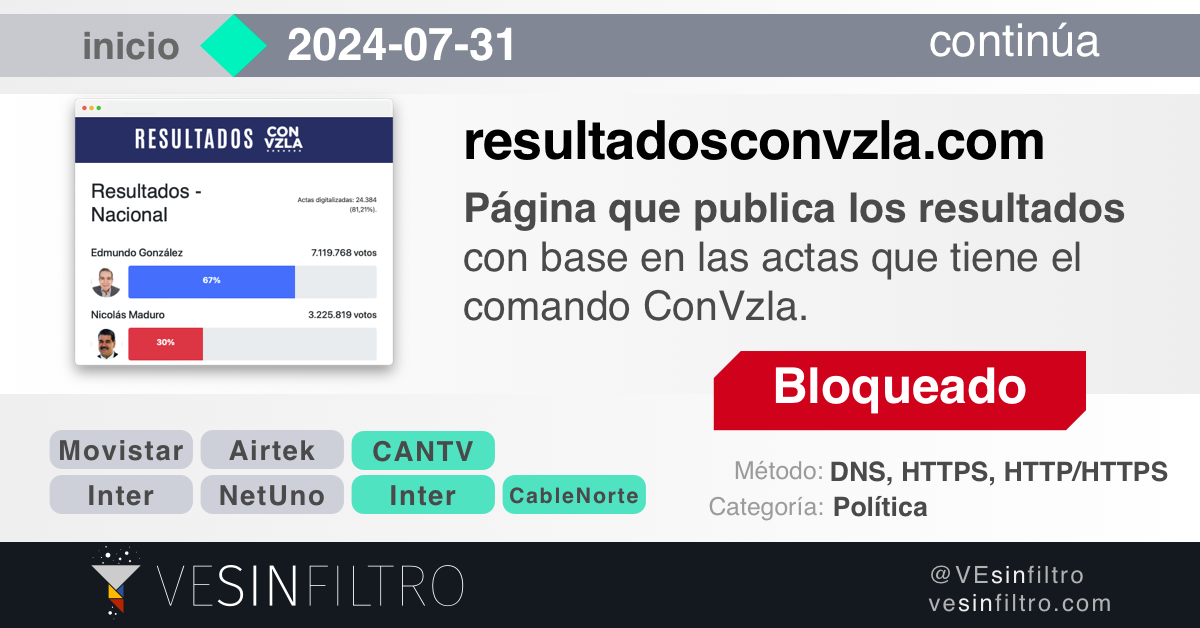 inicio 2024-07-31 continúa
RESULTADOS CON VZLA
Resultados -
Nacional
Actas digitalizadas: 24.384
(81,21%).
Edmundo González 7.119.768 votos
67%
Nicolás Maduro 3.225.819 votos
30%
resultadosconvzla.com
Página que publica los resultados
con base en las actas que tiene el
comando ConVzla.
Bloqueado
Movistar Airtek CANTV
Inter NetUno Inter CableNorte
Método: DNS, HTTPS, HTTP/HTTPS
Categoría: Política
VESINFILTRO
@VEsinfiltro
vesinfiltro.com